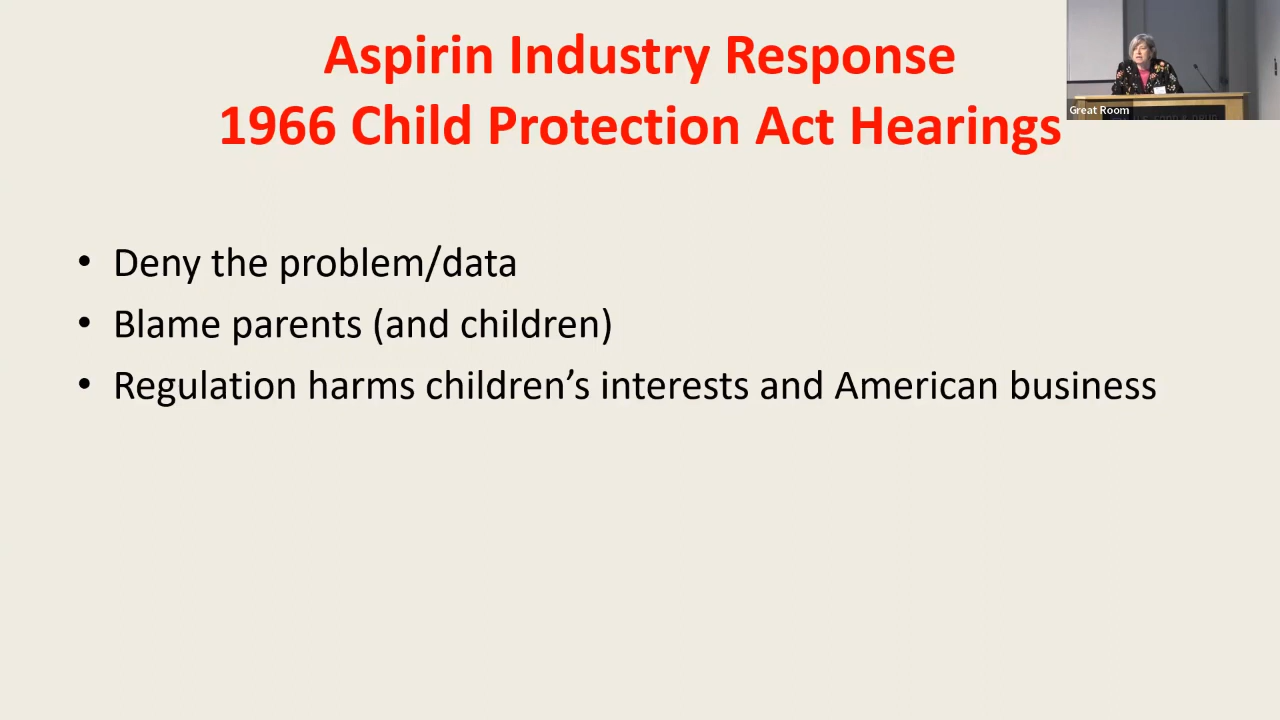 Aspirin Industry Response
1966 Child Protection Act Hearings
Great Room
• Deny the problem/data
• Blame parents (and children)
• Regulation harms children’s interests and American business